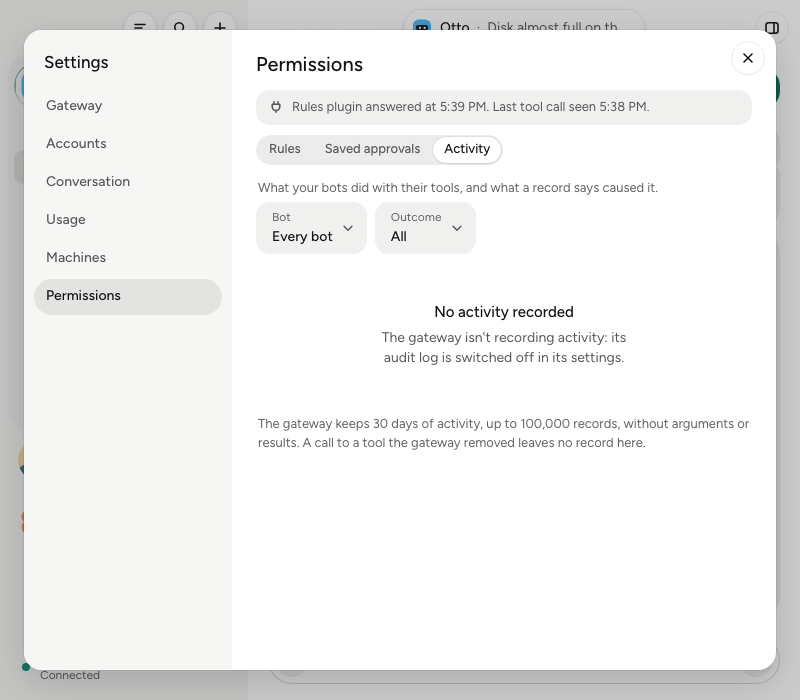 Otto · Disk almost full on th
Settings
Gateway
Accounts
Conversation
Usage
Machines
Permissions
Permissions
Rules plugin answered at 5:39 PM. Last tool call seen 5:38 PM.
Rules Saved approvals Activity
What your bots did with their tools, and what a record says caused it.
Bot
Every bot
Outcome
All
No activity recorded
The gateway isn't recording activity: its
audit log is switched off in its settings.
The gateway keeps 30 days of activity, up to 100,000 records, without arguments or
results. A call to a tool the gateway removed leaves no record here.
Connected